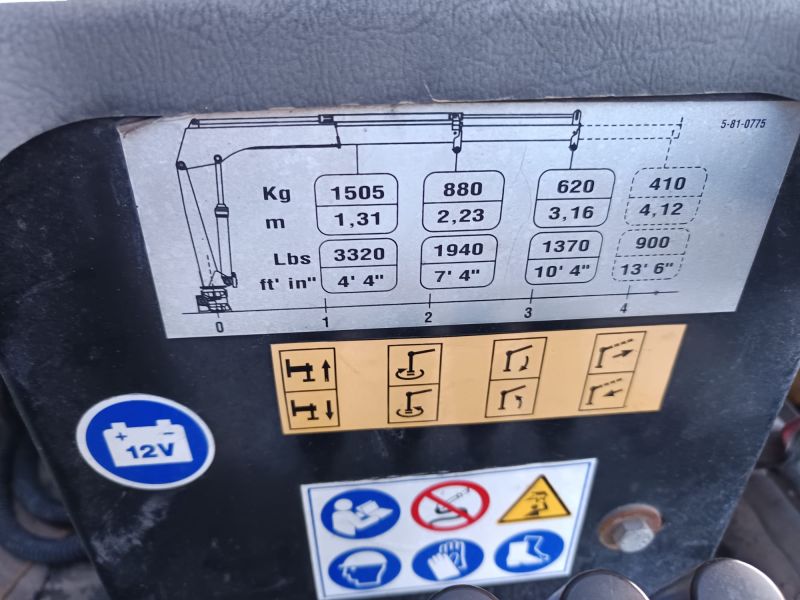 5-81-0775
Kg 1505 880 620 410
m 1,31 2,23 3,16 4,12
Lbs 3320 1940 1370 900
ft' in" 4' 4" 7' 4" 10' 4" 13' 6"
0 1 2 3 4
12V